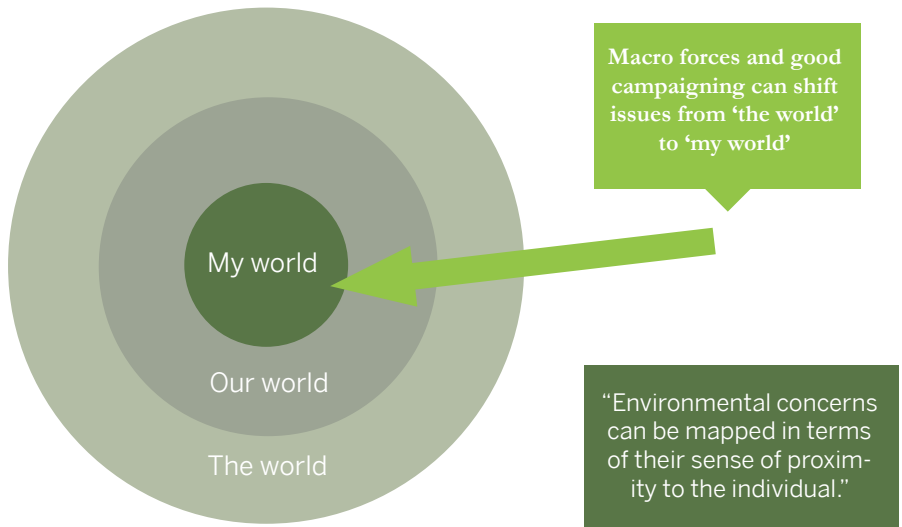 Macro forces and good
campaigning can shift
issues from ‘the world’
to ‘my world’
My world
Our world
The world
“Environmental concerns
can be mapped in terms
of their sense of proxim-
ity to the individual.”